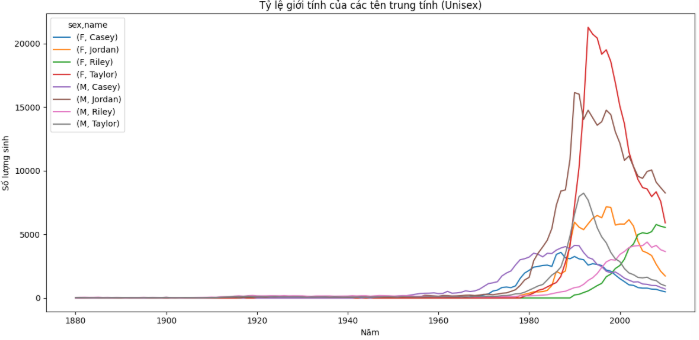 Tỷ lệ giới tính của các tên trung tính (Unisex)
sex,name
(F, Casey)
(F, Jordan)
(F, Riley)
(F, Taylor)
(M, Casey)
(M, Jordan)
(M, Riley)
(M, Taylor)
Số lượng sinh
20000
15000
10000
5000
0
1880 1900 1920 1940 1960 1980 2000
Năm